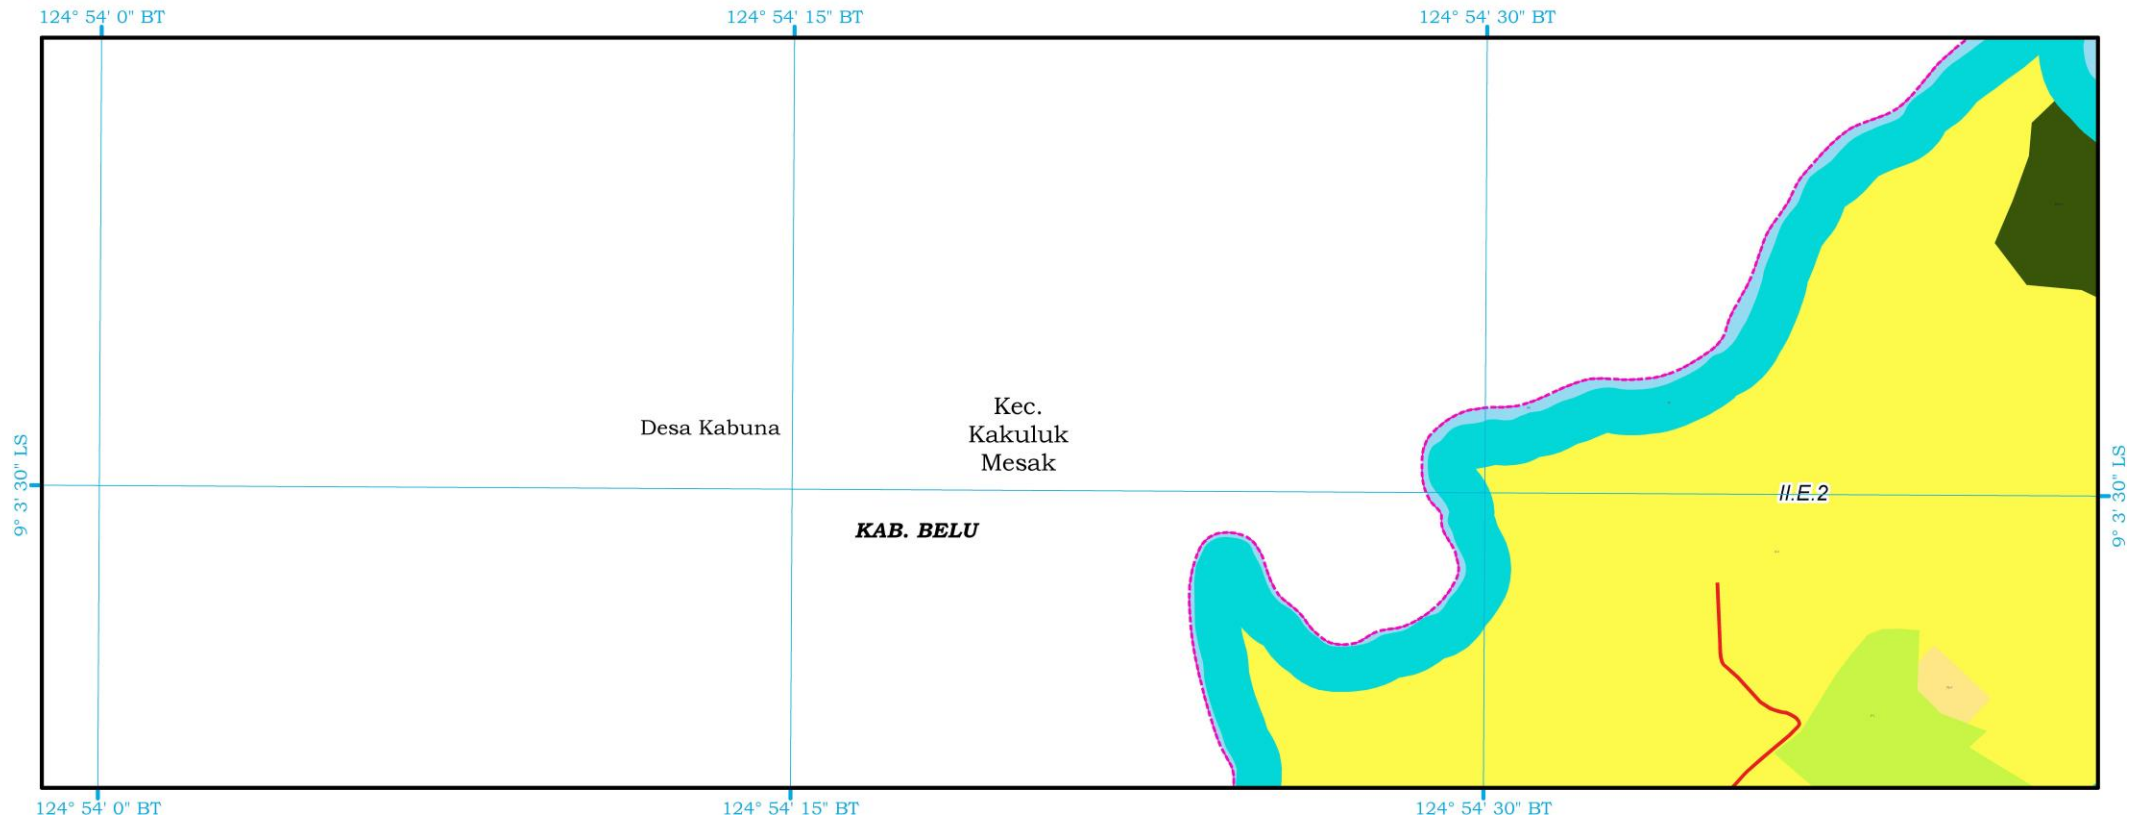 124° 54' 0" BT
124° 54' 15" BT
124° 54' 30" BT
9° 3' 30" LS
Desa Kabuna
Kec.
Kakuluk
Mesak
KAB. BELU
II.E.2
9° 3' 30" LS
124° 54' 0" BT
124° 54' 15" BT
124° 54' 30" BT